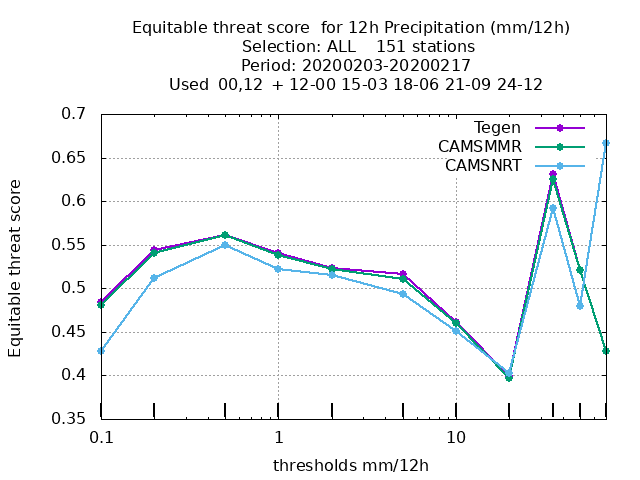 Equitable threat score  for 12h Precipitation (mm/12h)
Selection: ALL    151 stations
Period: 20200203-20200217
Used  00,12  + 12-00 15-03 18-06 21-09 24-12
0.7
0.65
0.6
0.55
0.5
0.45
0.4
0.35
Equitable threat score
Tegen
CAMSMMR
CAMSNRT
0.1 1 10
thresholds mm/12h